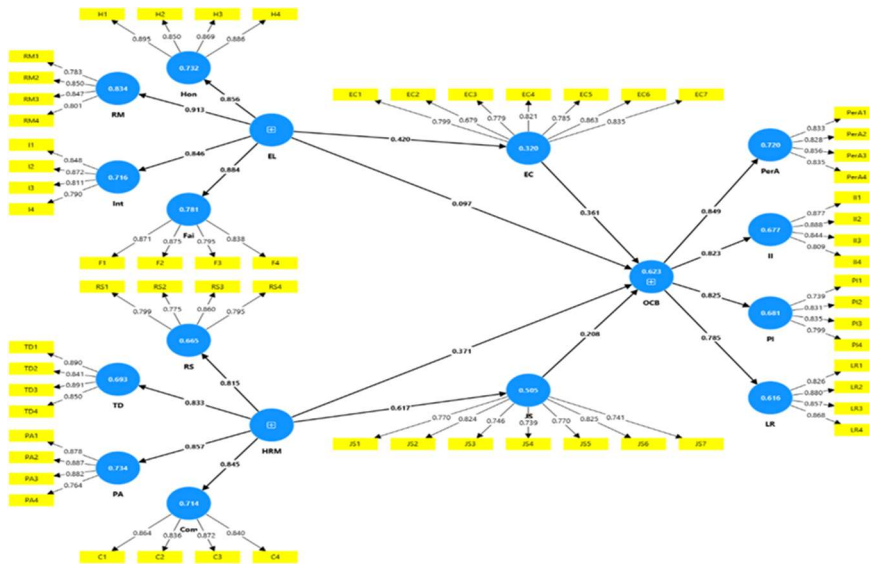 H1 H2 H3 H4
0.895 0.850 0.869 0.886
0.732
Hon
RM1
RM2
RM3
RM4
0.783
0.850
0.847
0.801
0.834
RM
0.856
0.913
0.846
0.884
EL
I1
I2
I3
I4
0.848
0.872
0.811
0.790
0.716
Int
0.781
Fai
0.871 0.875 0.795 0.838
F1 F2 F3 F4
EC1 EC2 EC3 EC4 EC5 EC6 EC7
0.799 0.679 0.779 0.821 0.785 0.863 0.835
0.320
EC
0.420
0.097
0.361
RS1 RS2 RS3 RS4
0.799 0.775 0.860 0.795
0.665
RS
TD1
TD2
TD3
TD4
0.890
0.841
0.891
0.850
0.693
TD
0.815
0.833
0.857
0.845
HRM
PA1
PA2
PA3
PA4
0.878
0.887
0.882
0.764
0.734
PA
0.714
Com
0.864 0.836 0.872 0.840
C1 C2 C3 C4
0.371
0.617
0.208
0.505
JS
0.770 0.824 0.746 0.739 0.770 0.825 0.741
JS1 JS2 JS3 JS4 JS5 JS6 JS7
0.623
OCB
0.849
0.823
0.825
0.785
0.720
PerA
0.833
0.828
0.856
0.835
PerA1
PerA2
PerA3
PerA4
0.677
II
0.877
0.888
0.844
0.809
II1
II2
II3
II4
0.681
PI
0.739
0.831
0.835
0.799
PI1
PI2
PI3
PI4
0.616
LR
0.826
0.880
0.857
0.868
LR1
LR2
LR3
LR4